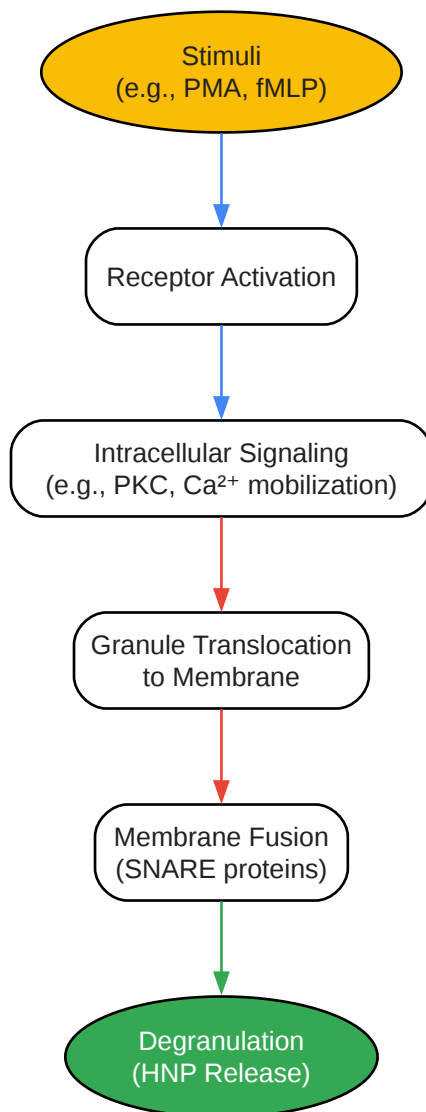 Stimuli
(e.g., PMA, fMLP)
Receptor Activation
Intracellular Signaling
(e.g., PKC, Ca²⁺ mobilization)
Granule Translocation
to Membrane
Membrane Fusion
(SNARE proteins)
Degranulation
(HNP Release)